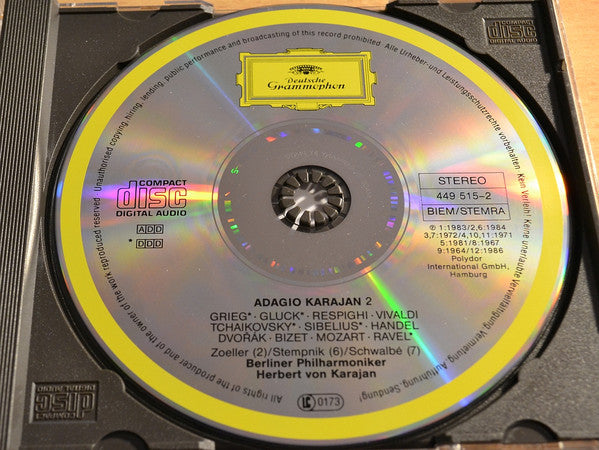 Unauthorised copying, hiring, lending, public performance and broadcasting of this record prohibited · Alle Urheber- und Leistungsschutzrechte vorbehalten · Kein Verleih! Keine unerlaubte Vervielfältigung, Vermietung, Aufführung, Sendung!
All rights of the producer and of the owner of the work reproduced reserved ·
Deutsche
Grammophon
COMPACT
disc
DIGITAL AUDIO
ADD
* DDD
STEREO
449 515-2
BIEM/STEMRA
℗ 1:1983/2,6:1984
3,7:1972/4,10,11:1971
5:1981/8:1967
9:1964/12:1986
Polydor
International GmbH,
Hamburg
ADAGIO KARAJAN 2
GRIEG* · GLUCK* · RESPIGHI · VIVALDI
TCHAIKOVSKY* · SIBELIUS* · HANDEL
DVOŘÁK · BIZET · MOZART · RAVEL*
Zoeller (2)/Stempnik (6)/Schwalbé (7)
Berliner Philharmoniker
Herbert von Karajan
LC 0173
COMPACT
disc
DIGITAL AUDIO
COMPACT
disc
DIGITAL AUDIO